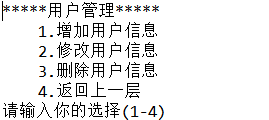 *****用户管理*****
1.增加用户信息
2.修改用户信息
3.删除用户信息
4.返回上一层
请输入你的选择(1-4)